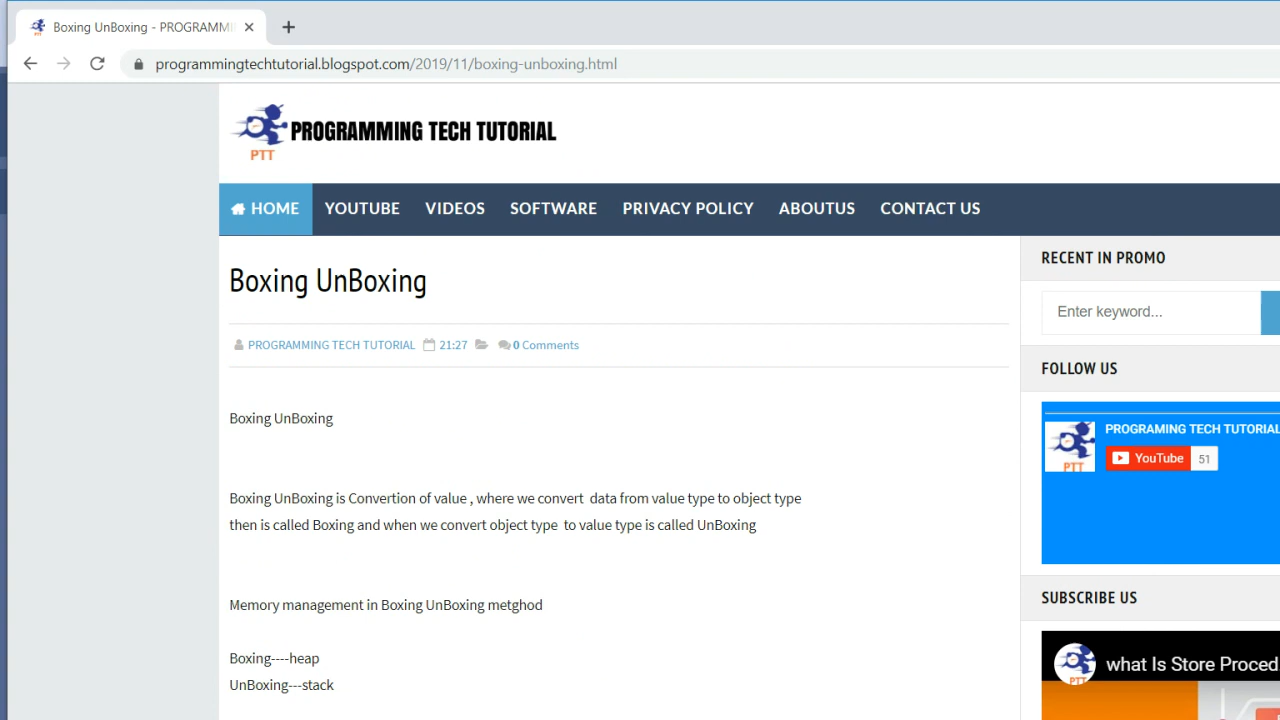 Boxing UnBoxing - PROGRAMMI
programmingtechtutorial.blogspot.com/2019/11/boxing-unboxing.html
PTT
PROGRAMMING TECH TUTORIAL
HOME YOUTUBE VIDEOS SOFTWARE PRIVACY POLICY ABOUTUS CONTACT US
Boxing UnBoxing
PROGRAMMING TECH TUTORIAL 21:27 0 Comments
Boxing UnBoxing
Boxing UnBoxing is Convertion of value , where we convert  data from value type to object type
then is called Boxing and when we convert object type  to value type is called UnBoxing
Memory management in Boxing UnBoxing metghod
Boxing----heap
UnBoxing---stack
RECENT IN PROMO
Enter keyword...
FOLLOW US
PROGRAMING TECH TUTORIAL
PTT
YouTube 51
SUBSCRIBE US
PTT
what Is Store Proced